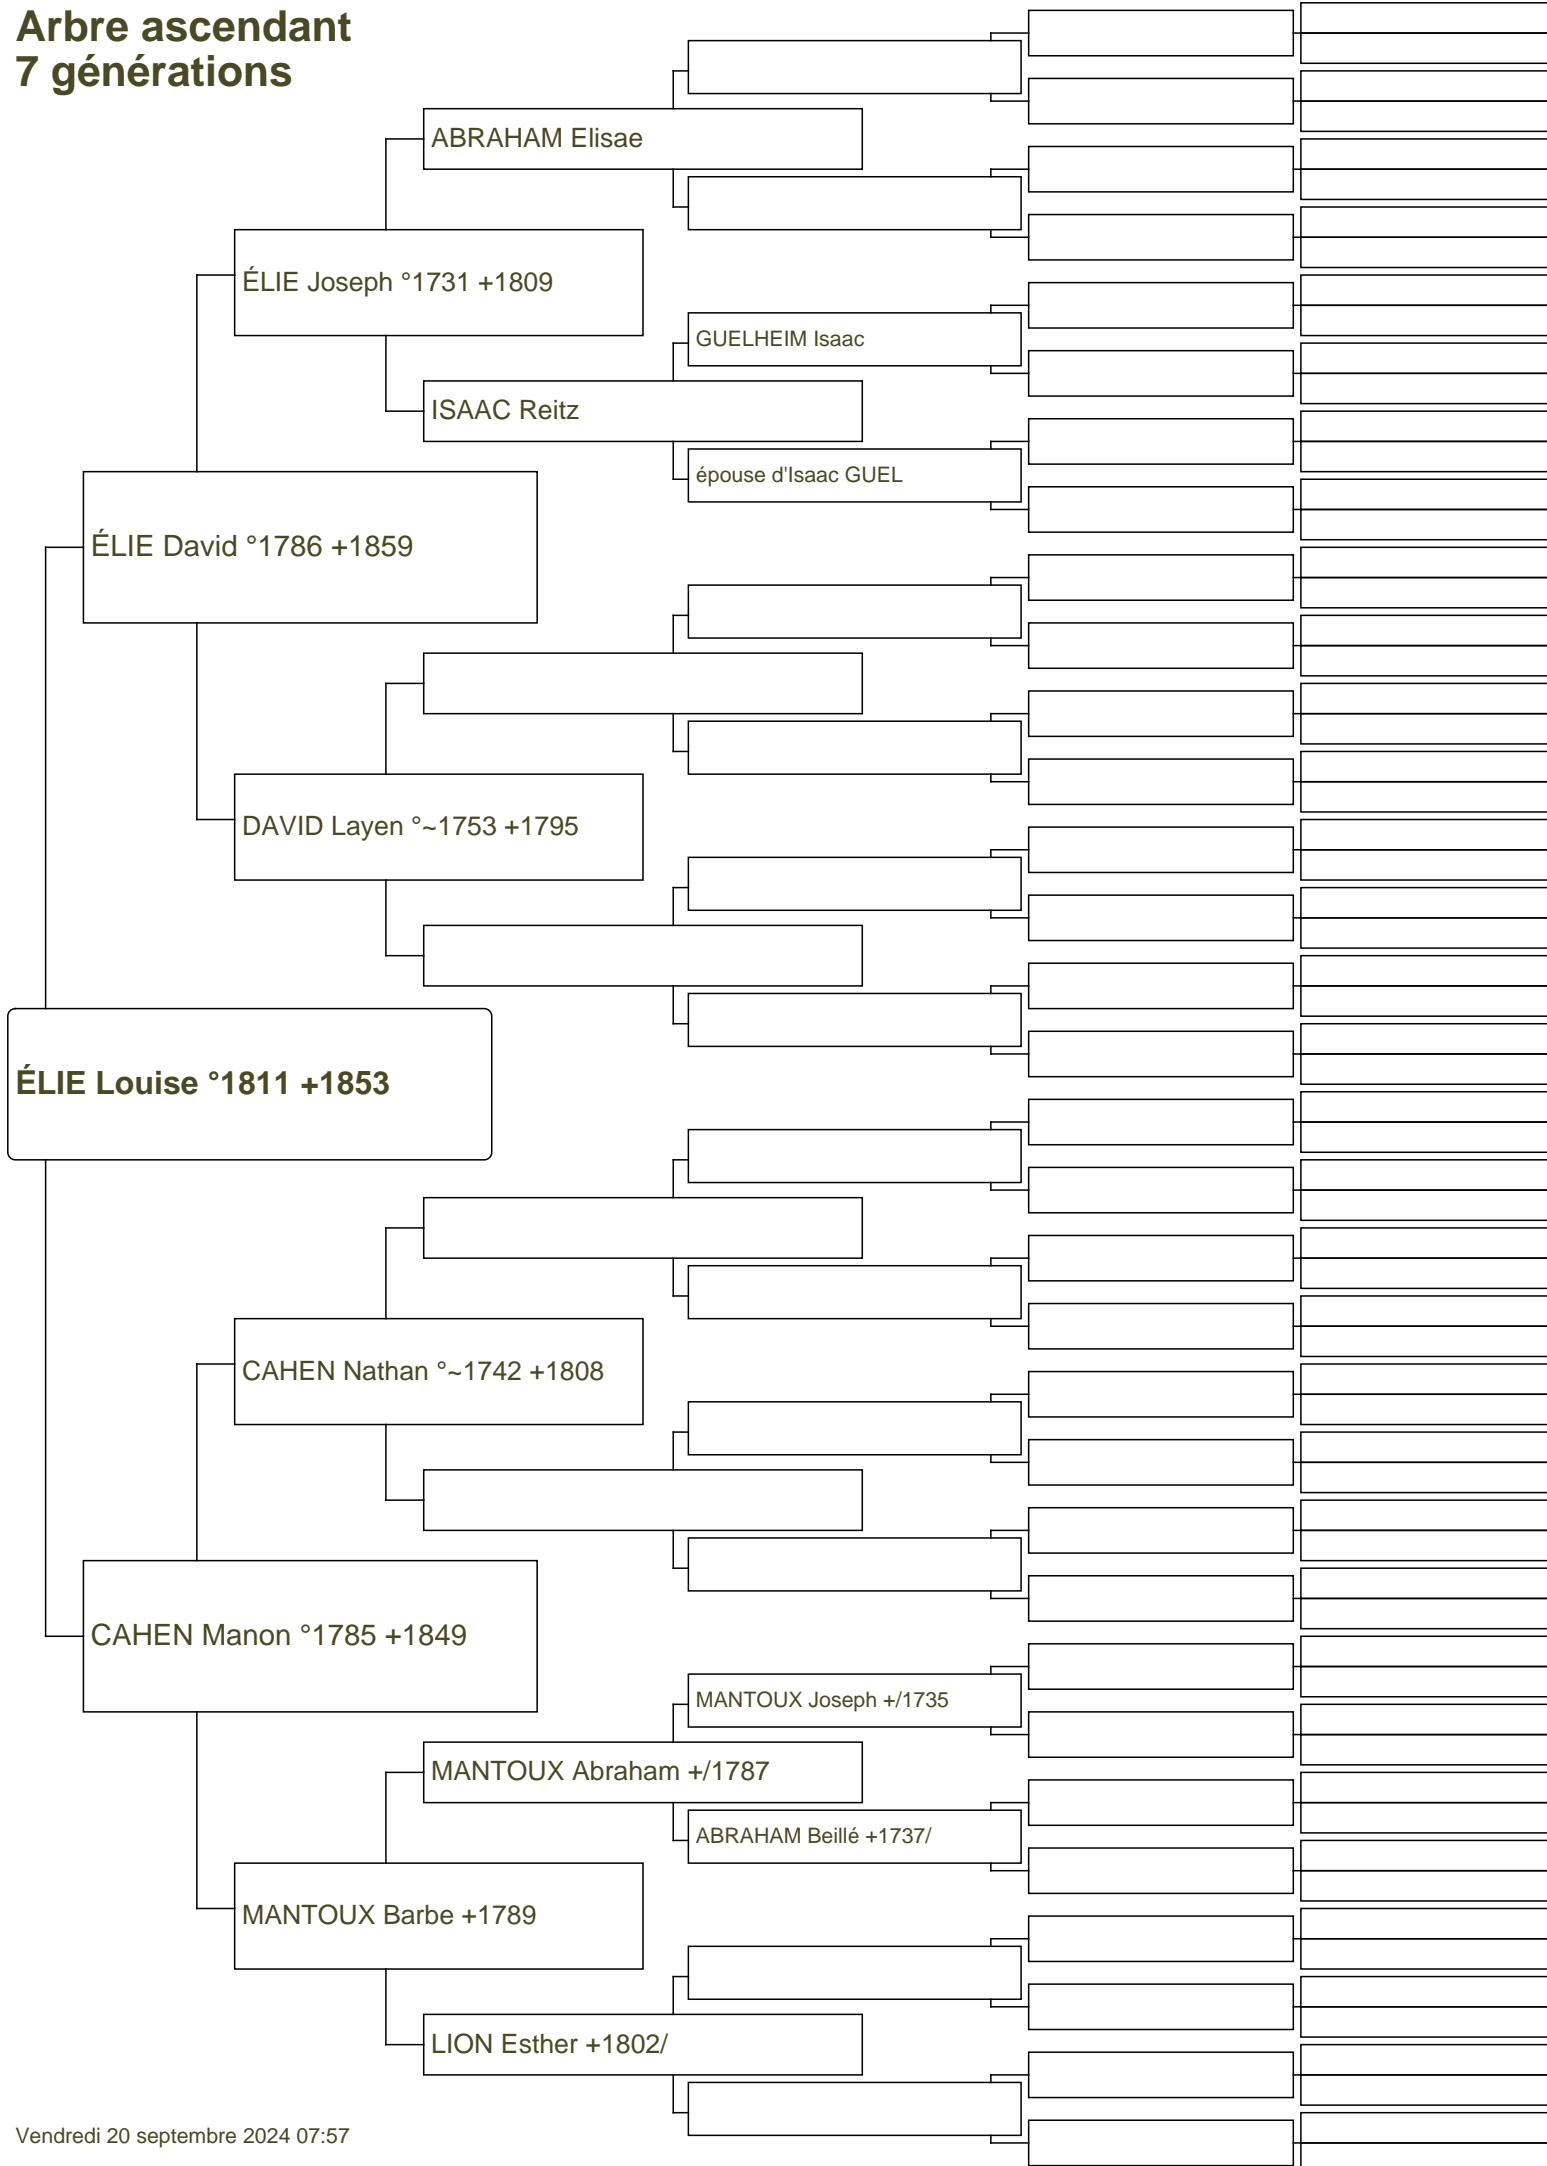 Arbre ascendant
7 générations
ABRAHAM Elisae
ÉLIE Joseph °1731 +1809
GUELHEIM Isaac
ISAAC Reitz
épouse d'Isaac GUEL
ÉLIE David °1786 +1859
DAVID Layen °~1753 +1795
ÉLIE Louise °1811 +1853
CAHEN Nathan °~1742 +1808
CAHEN Manon °1785 +1849
MANTOUX Joseph +/1735
MANTOUX Abraham +/1787
ABRAHAM Beillé +1737/
MANTOUX Barbe +1789
LION Esther +1802/
Vendredi 20 septembre 2024 07:57